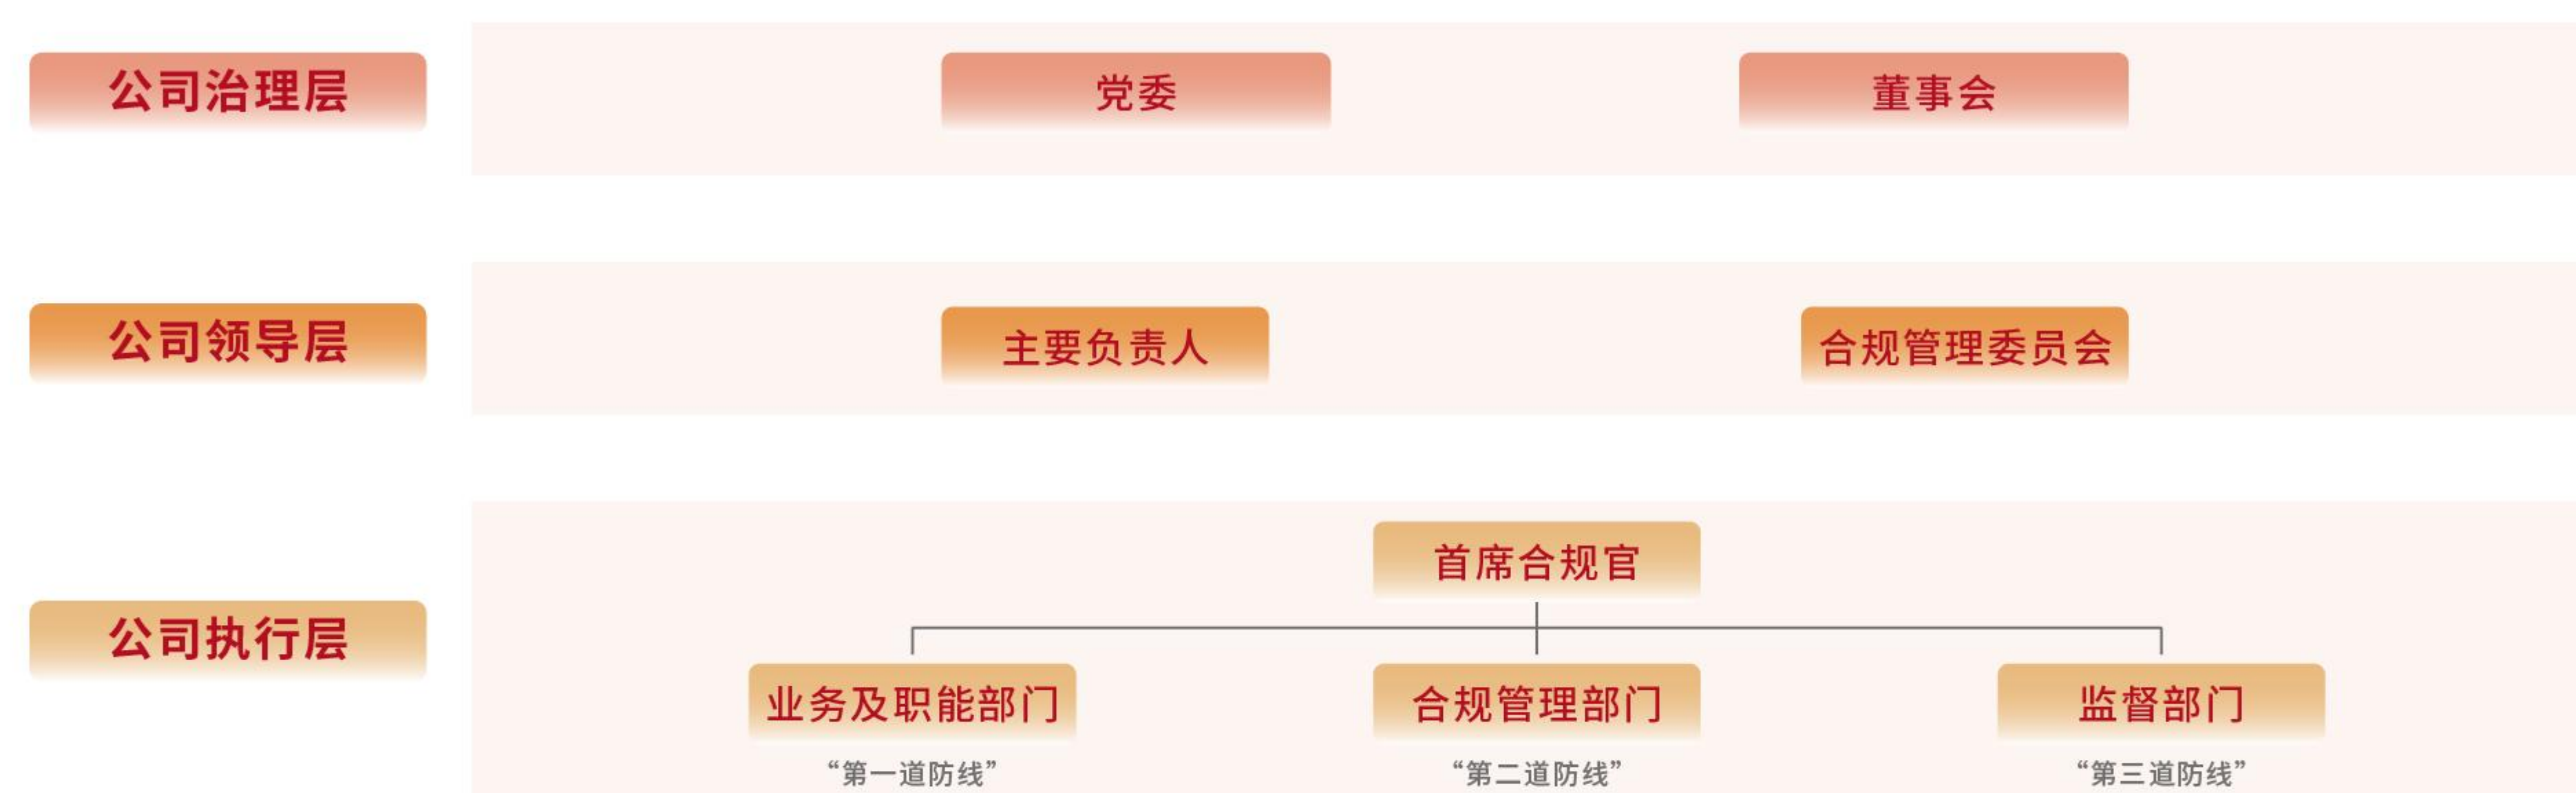 公司治理层
党委
董事会
公司领导层
主要负责人
合规管理委员会
公司执行层
首席合规官
业务及职能部门
合规管理部门
监督部门
“第一道防线”
“第二道防线”
“第三道防线”